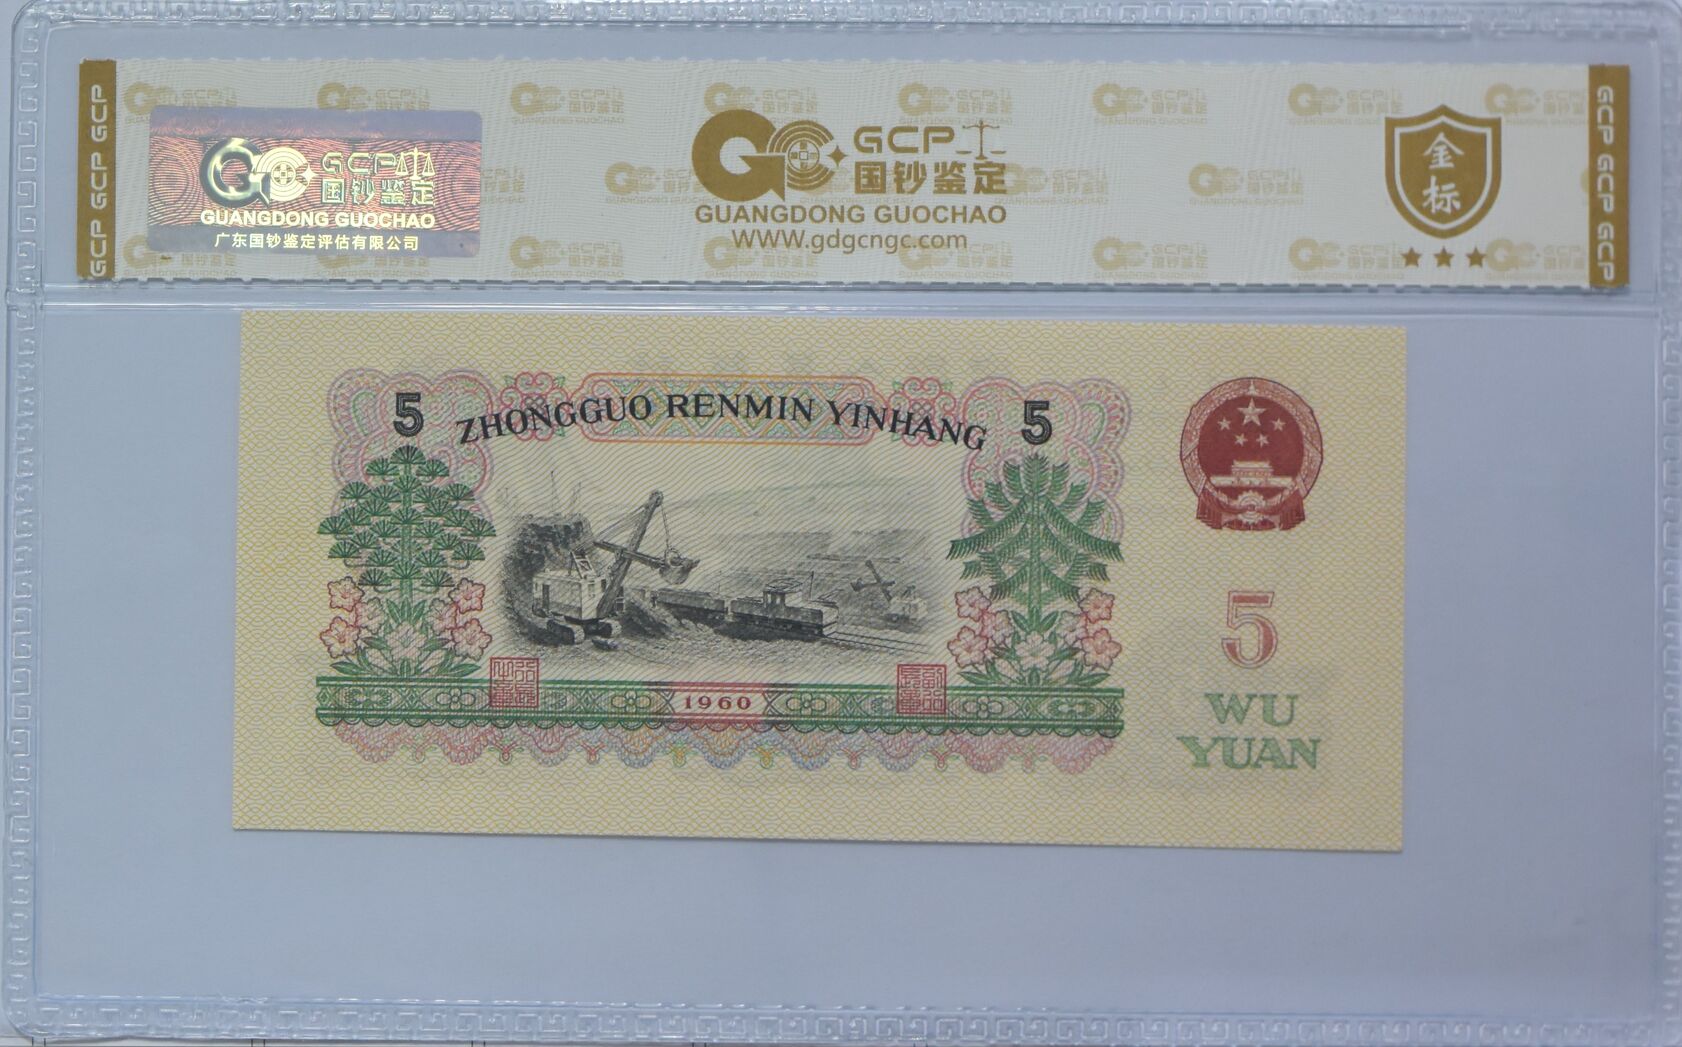 GCP GCP GCP
GCP
国钞鉴定
GUANGDONG GUOCHAO
广东国钞鉴定评估有限公司
GCP
国钞鉴定
GUANGDONG GUOCHAO
WWW.gdgcngc.com
金标
GCP GCP GCP
5
ZHONGGUO RENMIN YINHANG
5
1960
5
WU
YUAN